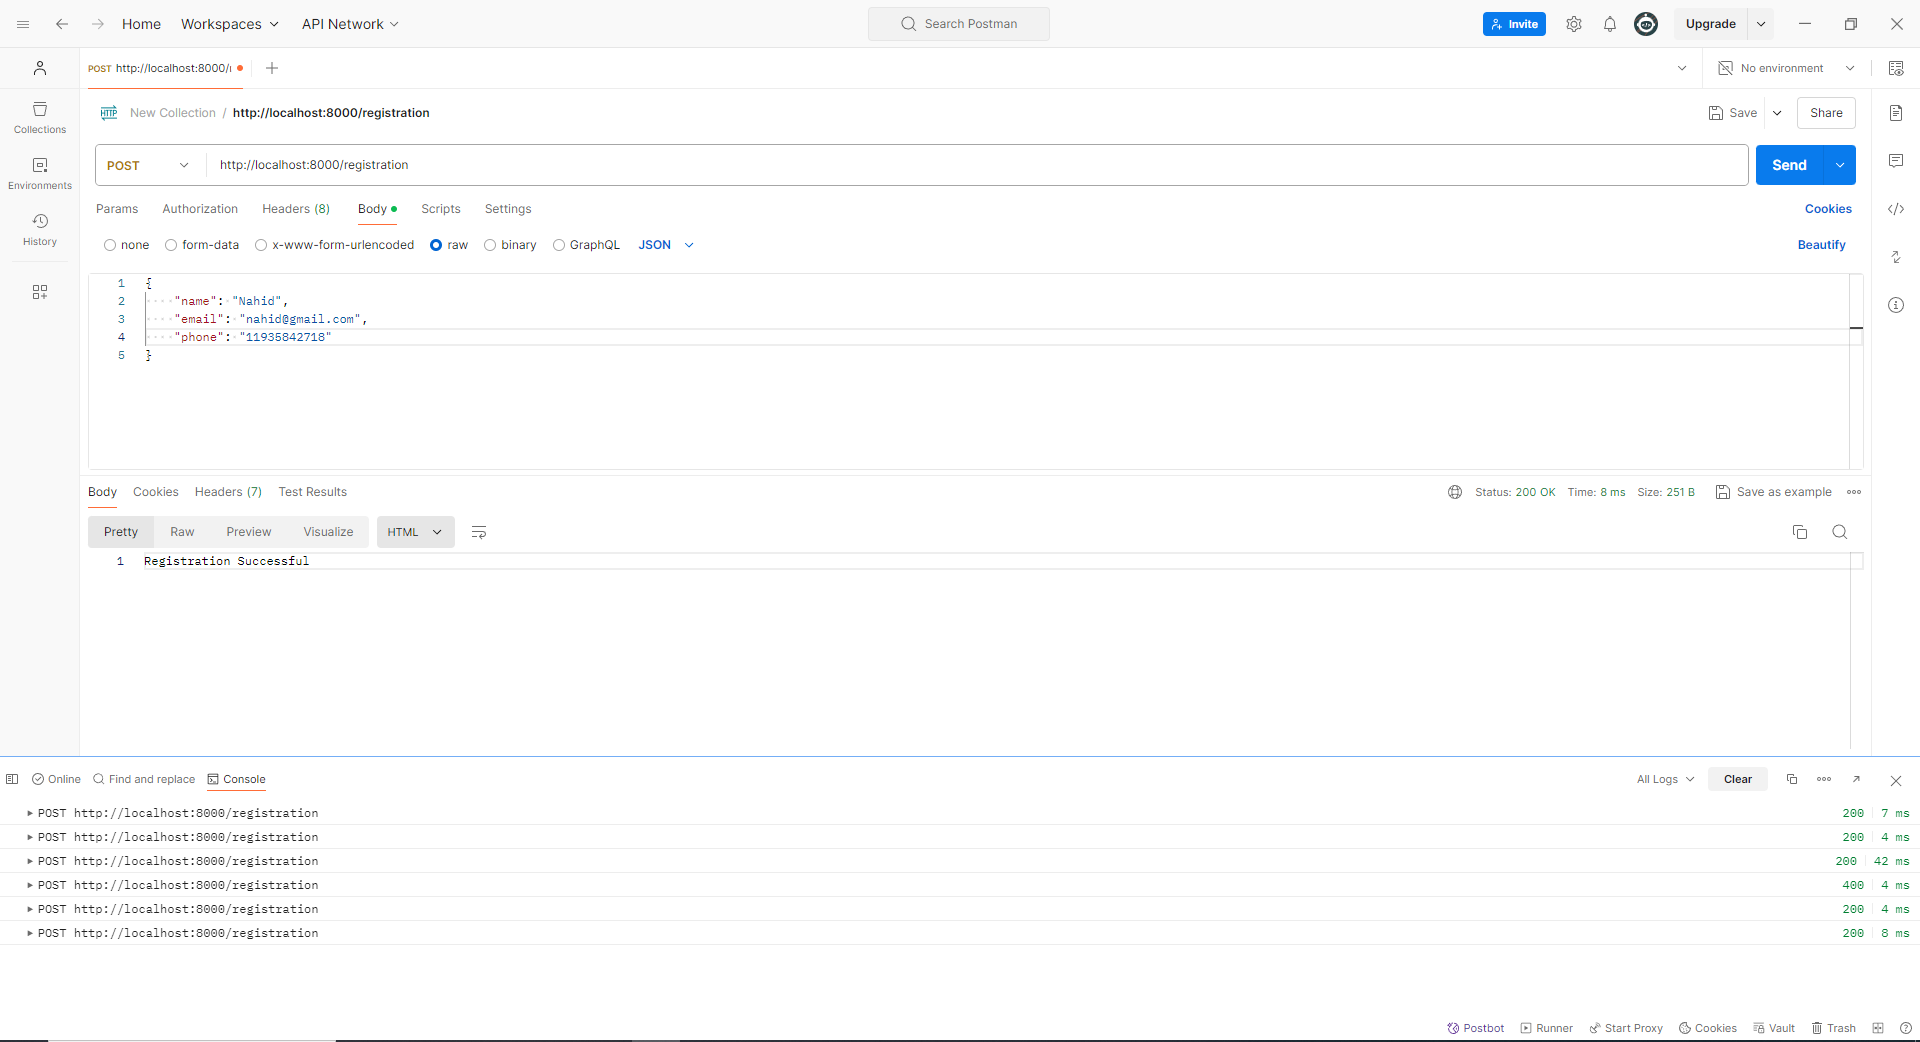 Home Workspaces API Network Search Postman Invite Upgrade
POST http://localhost:8000/ No environment
New Collection / http://localhost:8000/registration Save Share
POST http://localhost:8000/registration Send
Params Authorization Headers (8) Body Scripts Settings Cookies
none form-data x-www-form-urlencoded raw binary GraphQL JSON Beautify
Collections
Environments
History
1 {
2 "name": "Nahid",
3 "email": "nahid@gmail.com",
4 "phone": "11935842718"
5 }
Body Cookies Headers (7) Test Results Status: 200 OK Time: 8 ms Size: 251 B Save as example
Pretty Raw Preview Visualize HTML
1 Registration Successful
Online Find and replace Console All Logs Clear
POST http://localhost:8000/registration 200 7 ms
POST http://localhost:8000/registration 200 4 ms
POST http://localhost:8000/registration 200 42 ms
POST http://localhost:8000/registration 400 4 ms
POST http://localhost:8000/registration 200 4 ms
POST http://localhost:8000/registration 200 8 ms
Postbot Runner Start Proxy Cookies Vault Trash